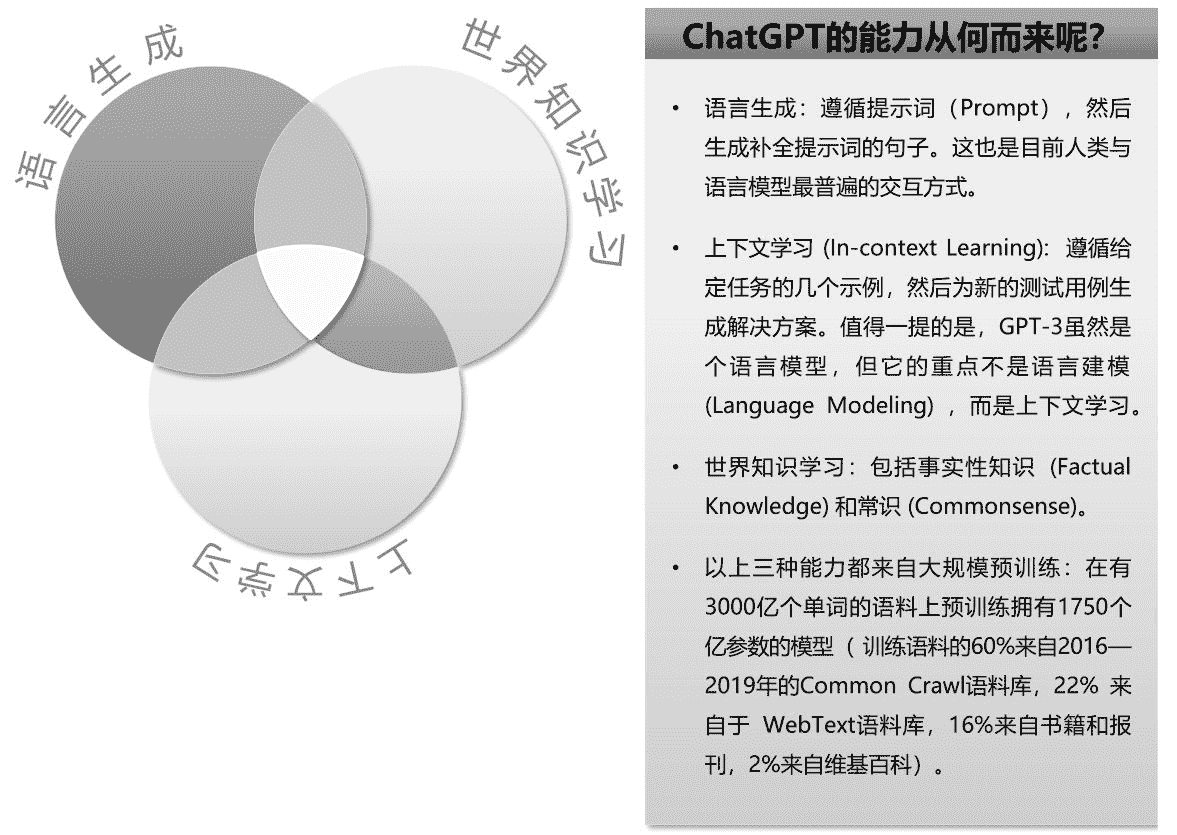 语言生成
世界知识学习
上下文学习
ChatGPT的能力从何而来呢?
• 语言生成：遵循提示词（Prompt），然后
生成补全提示词的句子。这也是目前人类与
语言模型最普遍的交互方式。
• 上下文学习 (In-context Learning)：遵循给
定任务的几个示例，然后为新的测试用例生
成解决方案。值得一提的是，GPT-3虽然是
个语言模型，但它的重点不是语言建模
(Language Modeling) ，而是上下文学习。
• 世界知识学习：包括事实性知识 (Factual
Knowledge) 和常识 (Commonsense)。
• 以上三种能力都来自大规模预训练：在有
3000亿个单词的语料上预训练拥有1750个
亿参数的模型（ 训练语料的60%来自2016—
2019年的Common Crawl语料库，22% 来
自于 WebText语料库，16%来自书籍和报
刊，2%来自维基百科）。